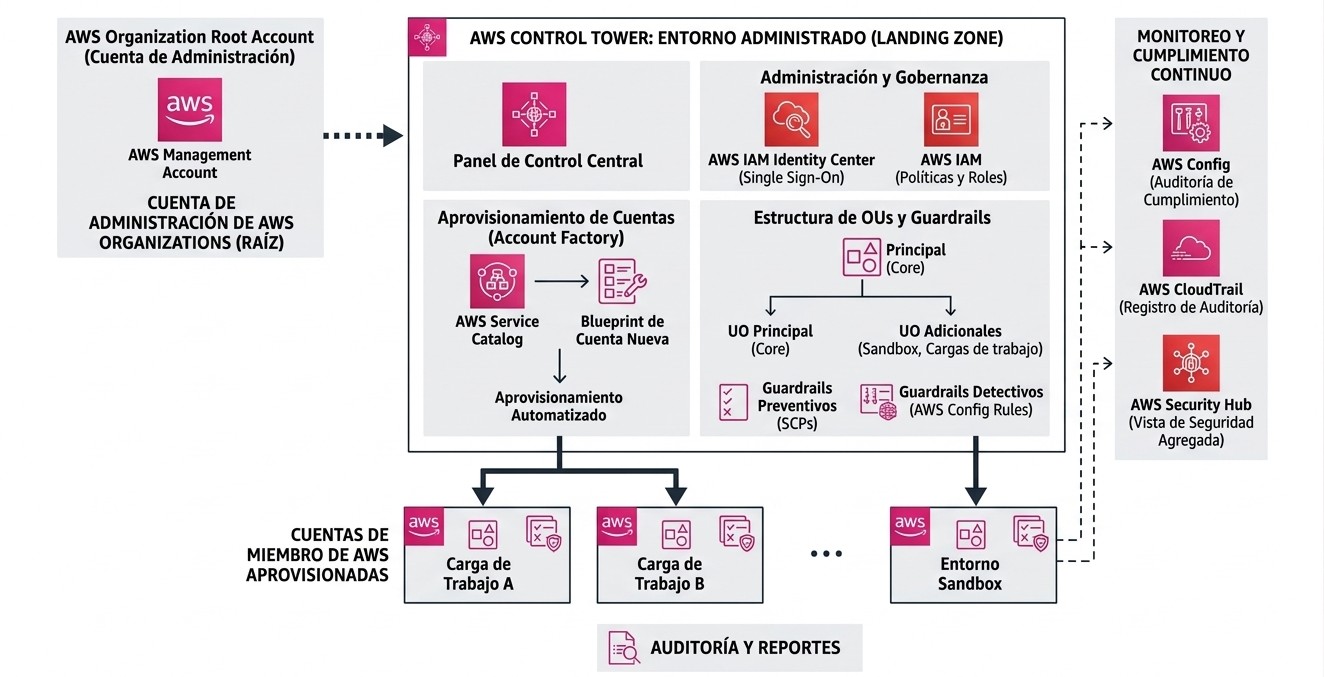 AWS Organization Root Account
(Cuenta de Administración)
aws
AWS Management
Account
CUENTA DE
ADMINISTRACIÓN DE AWS
ORGANIZATIONS (RAÍZ)
AWS CONTROL TOWER: ENTORNO ADMINISTRADO (LANDING ZONE)
Panel de Control Central
Administración y Gobernanza
AWS IAM Identity Center
(Single Sign-On)
AWS IAM
(Políticas y Roles)
Aprovisionamiento de Cuentas
(Account Factory)
AWS Service
Catalog
Blueprint de
Cuenta Nueva
Aprovisionamiento
Automatizado
Estructura de OUs y Guardrails
Principal
(Core)
UO Principal
(Core)
UO Adicionales
(Sandbox, Cargas de trabajo)
Guardrails
Preventivos
(SCPs)
Guardrails Detectivos
(AWS Config Rules)
MONITOREO Y
CUMPLIMIENTO
CONTINUO
AWS Config
(Auditoría de
Cumplimiento)
AWS CloudTrail
(Registro de Auditoría)
AWS Security Hub
(Vista de Seguridad
Agregada)
CUENTAS DE
MIEMBRO DE AWS
APROVISIONADAS
aws
Carga de
Trabajo A
aws
Carga de
Trabajo B
...
aws
Entorno
Sandbox
AUDITORÍA Y REPORTES